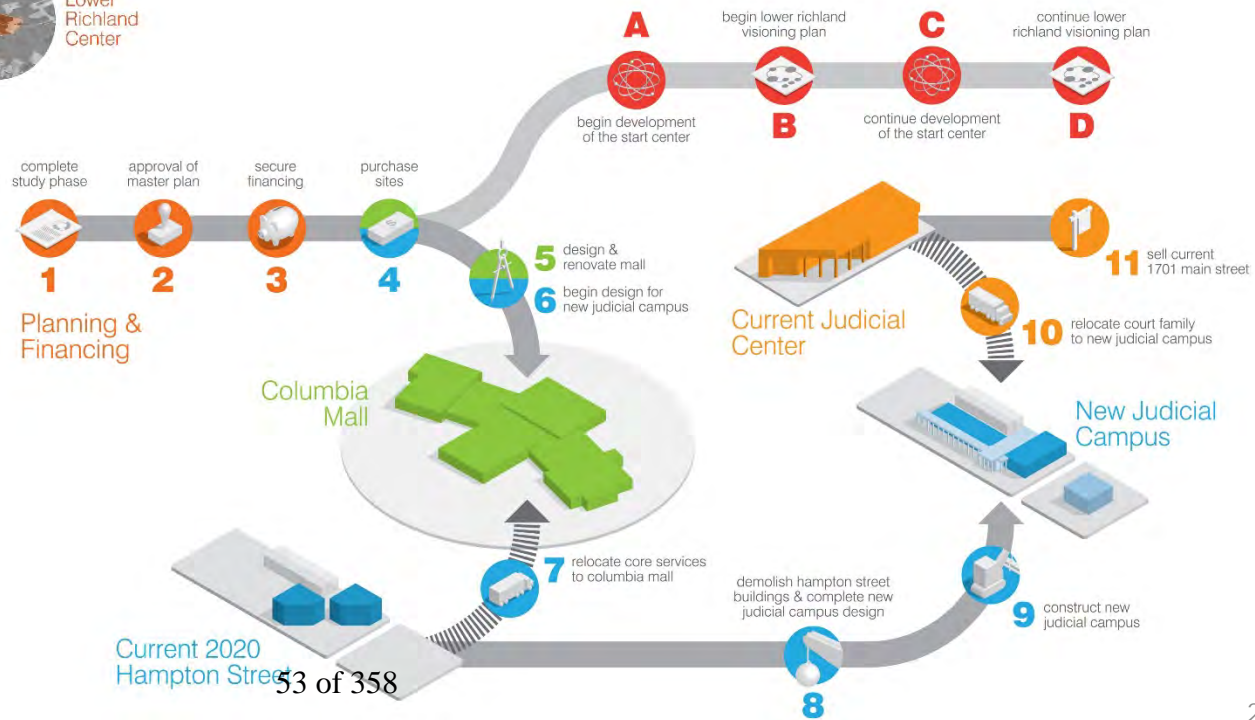 Lower
Richland
Center
A
begin development
of the start center
begin lower richland
visioning plan
B
C
continue development
of the start center
continue lower
richland visioning plan
D
complete
study phase
1
approval of
master plan
2
secure
financing
3
purchase
sites
4
Planning &
Financing
5 design &
renovate mall
6 begin design for
new judicial campus
Columbia
Mall
Current Judicial
Center
11 sell current
1701 main street
10 relocate court family
to new judicial campus
New Judicial
Campus
7 relocate core services
to columbia mall
Current 2020
Hampton Street
demolish hampton street
buildings & complete new
judicial campus design
8
9 construct new
judicial campus
53 of 358